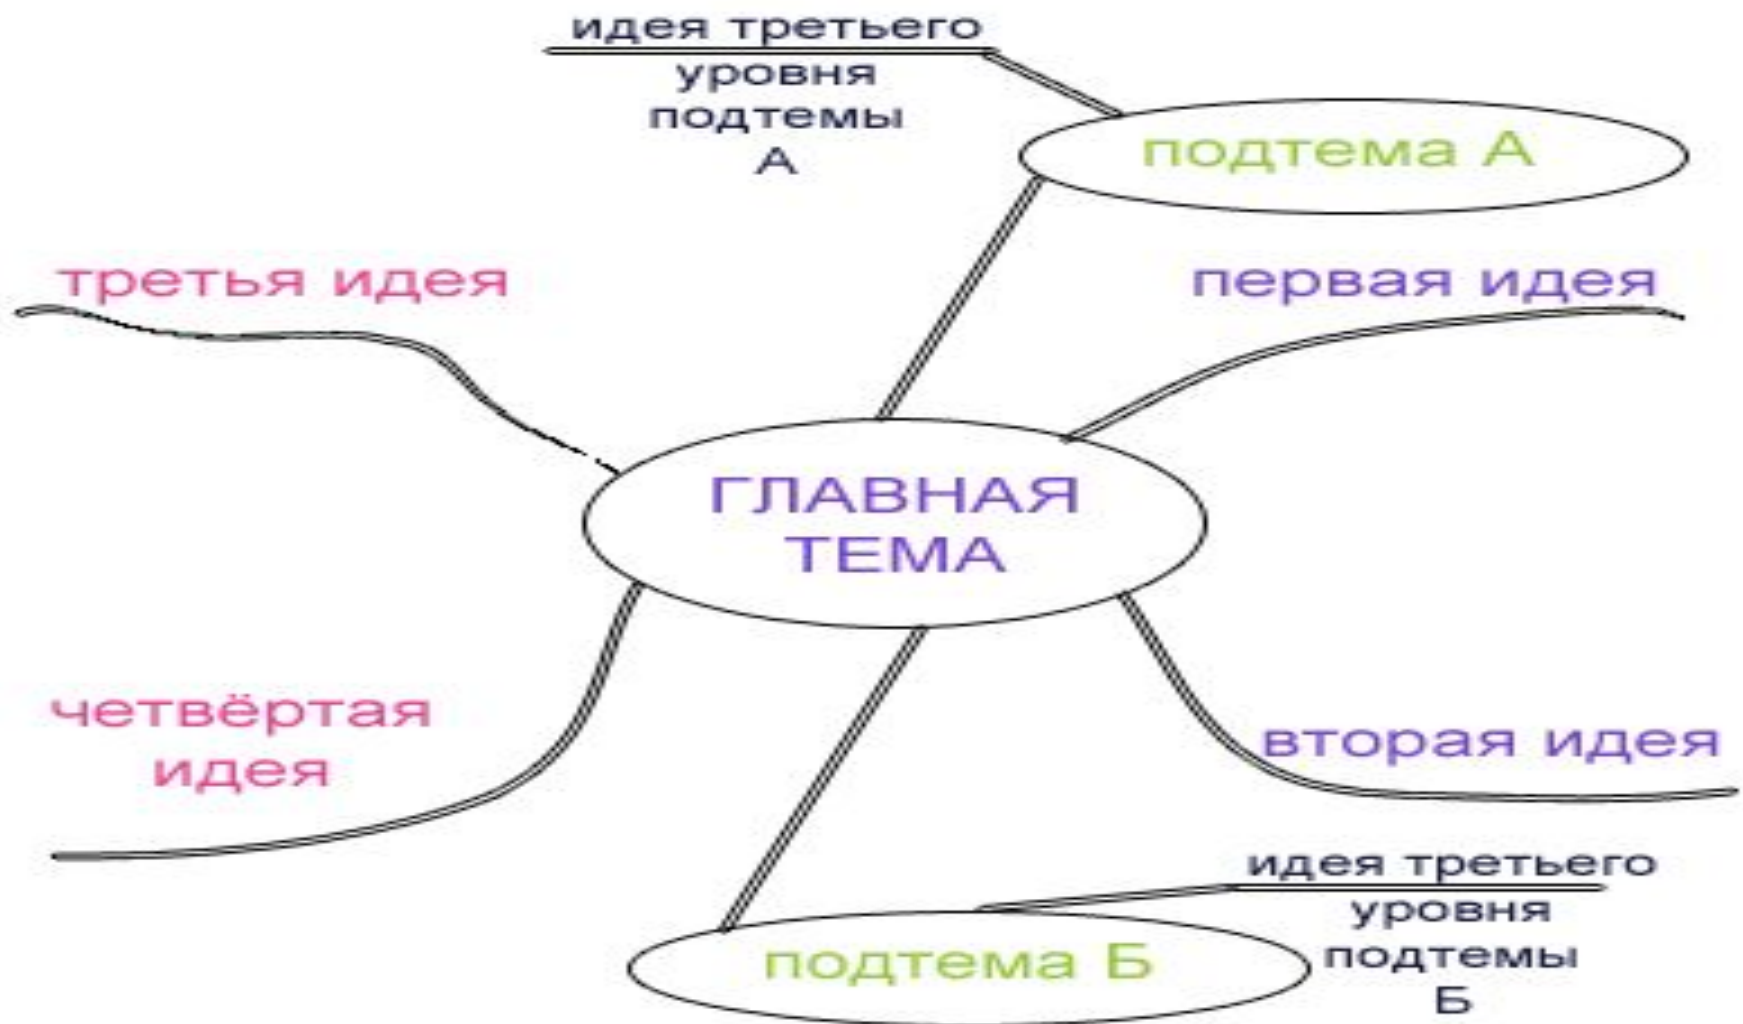 идея третьего
уровня
подтемы
А
подтема А
третья идея
первая идея
ГЛАВНАЯ
ТЕМА
четвёртая
идея
вторая идея
идея третьего
уровня
подтемы
Б
подтема Б